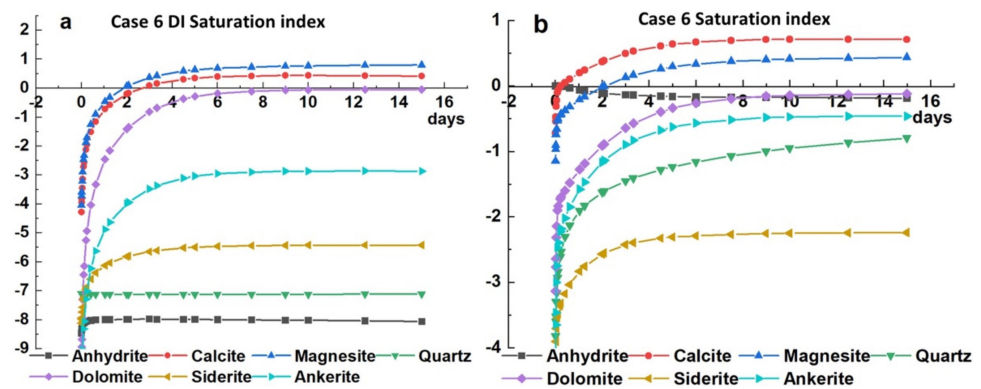 a
Case 6 DI Saturation index
2
1
0
-1
-2
-3
-4
-5
-6
-7
-8
-9
-2 0 2 4 6 8 10 12 14 16
days
Anhydrite Calcite Magnesite Quartz
Dolomite Siderite Ankerite
b
Case 6 Saturation index
1
0
-1
-2
-3
-4
-2 0 2 4 6 8 10 12 14 16
days
Anhydrite Calcite Magnesite Quartz
Dolomite Siderite Ankerite